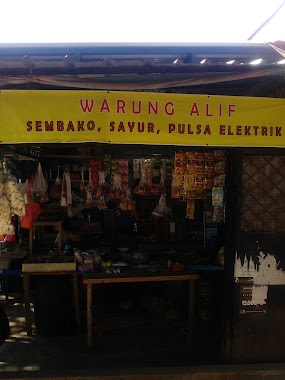 WARUNG ALIF
SEMBAKO, SAYUR, PULSA ELEKTRIK